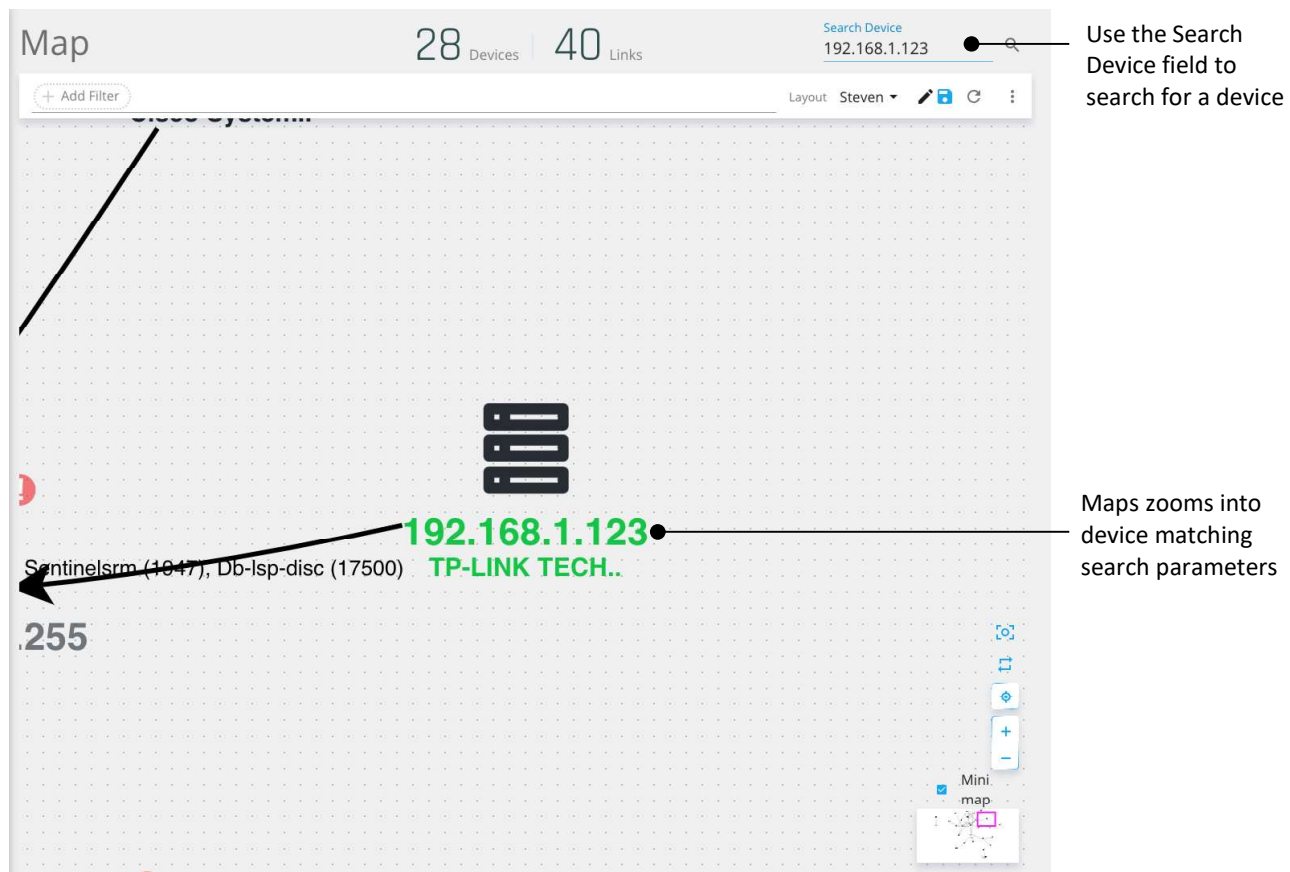 Map
28 Devices
40 Links
Search Device
192.168.1.123
Use the Search
Device field to
search for a device
+ Add Filter
Layout Steven
192.168.1.123
Sentinelsrm (1947), Db-lsp-disc (17500)
TP-LINK TECH..
Maps zooms into
device matching
search parameters
.255
Mini
map